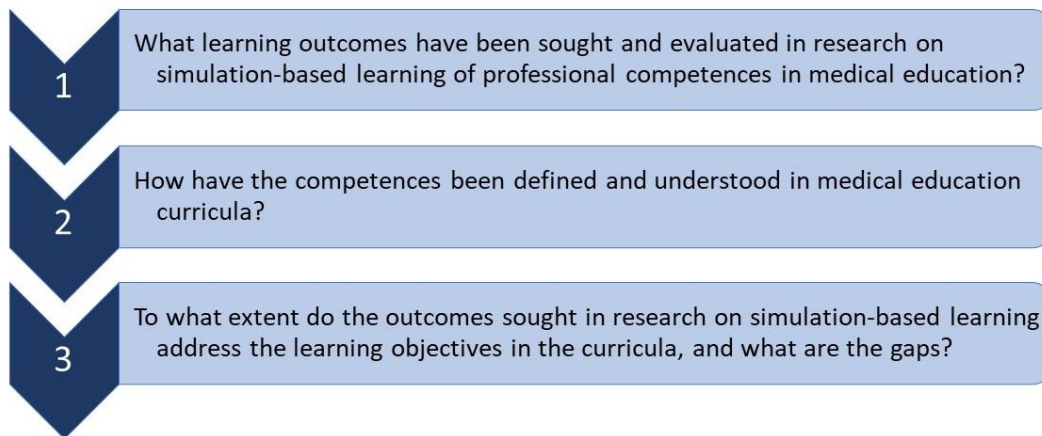 1
What learning outcomes have been sought and evaluated in research on
simulation-based learning of professional competences in medical education?
2
How have the competences been defined and understood in medical education
curricula?
3
To what extent do the outcomes sought in research on simulation-based learning
address the learning objectives in the curricula, and what are the gaps?